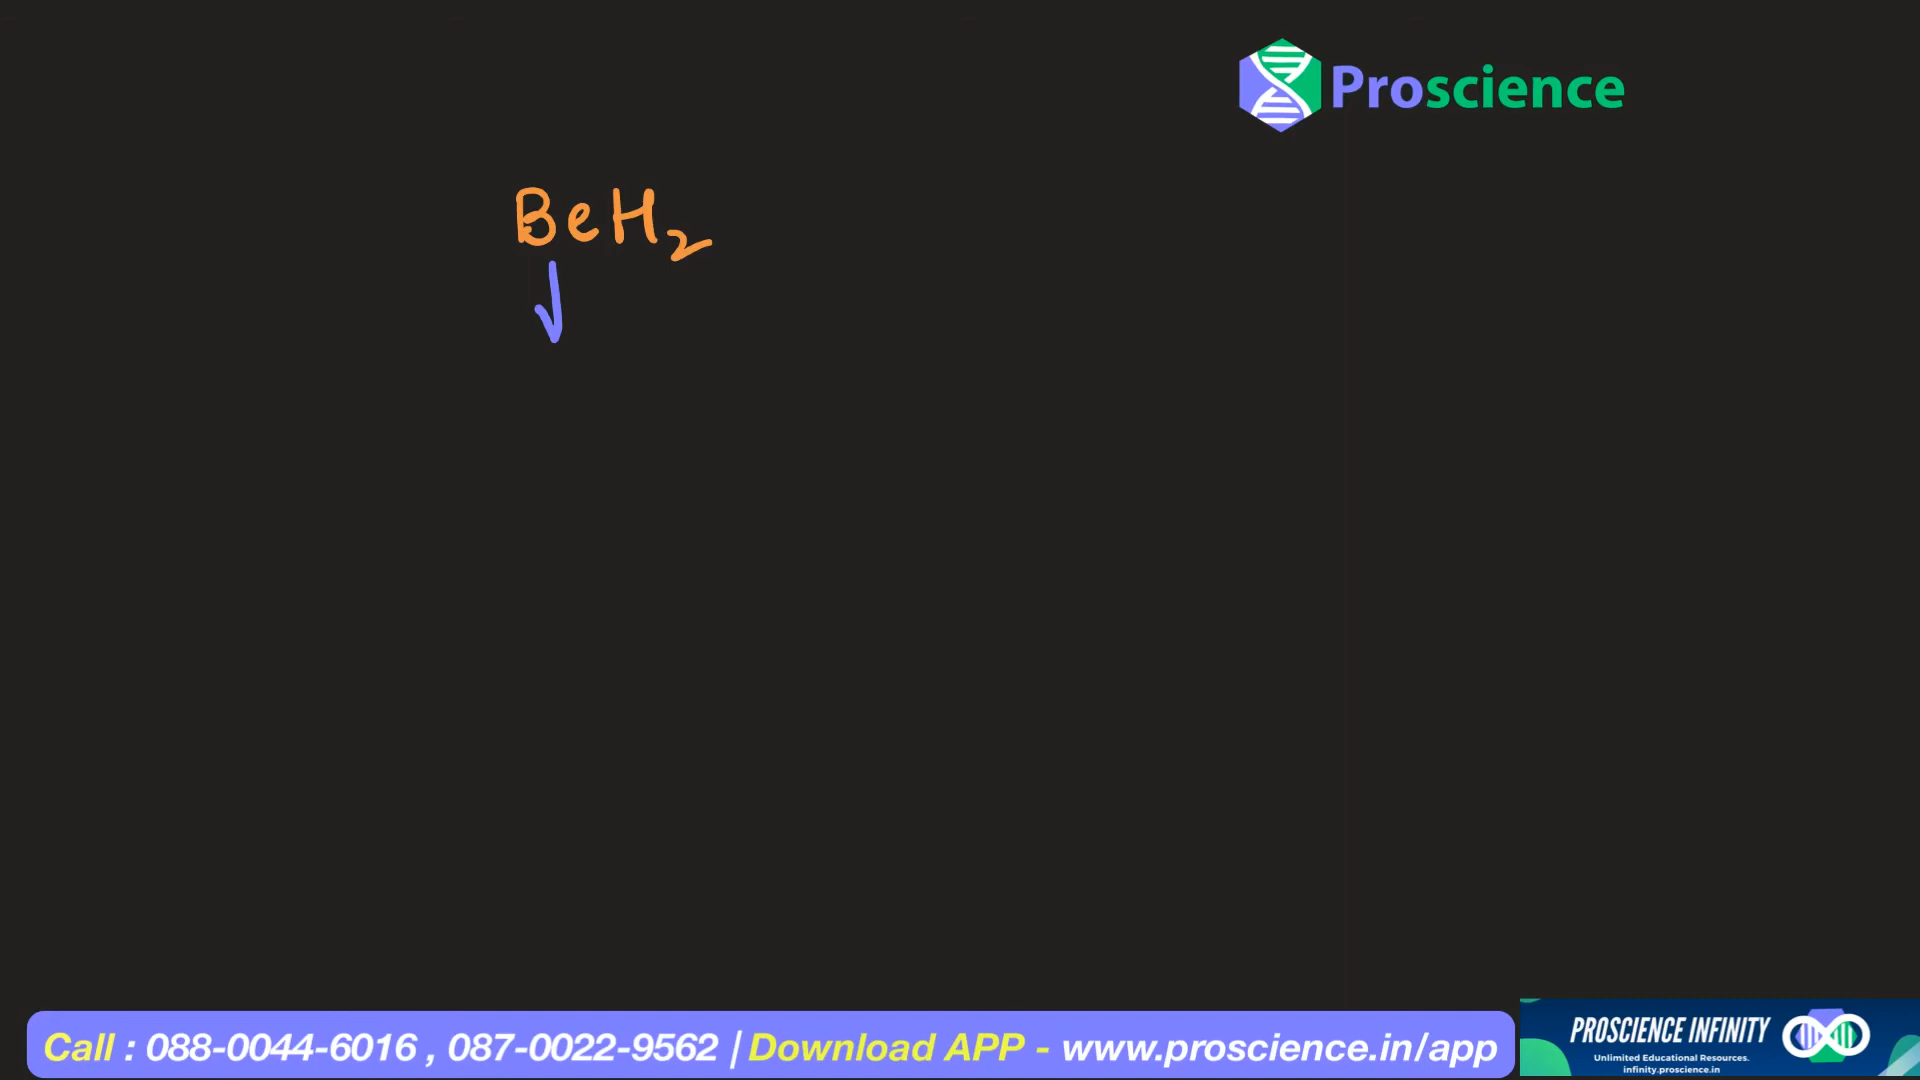 Proscience
BeH₂
Call : 088-0044-6016 , 087-0022-9562 | Download APP - www.proscience.in/app
PROSCIENCE INFINITY
Unlimited Educational Resources.
infinity.proscience.in